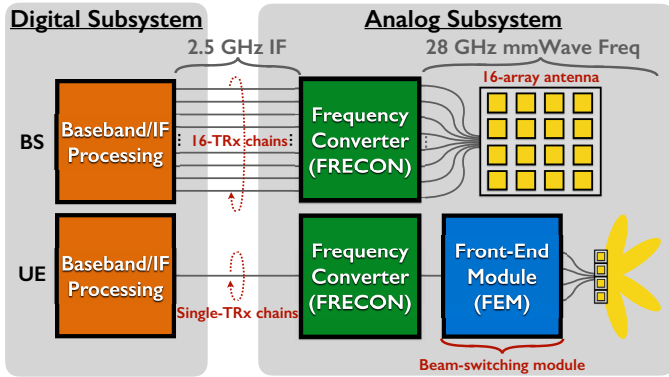 Digital Subsystem
Analog Subsystem
2.5 GHz IF
28 GHz mmWave Freq
16-array antenna
BS
Baseband/IF
Processing
16-TRx chains
Frequency
Converter
(FRECON)
UE
Baseband/IF
Processing
Single-TRx chains
Frequency
Converter
(FRECON)
Front-End
Module
(FEM)
Beam-switching module